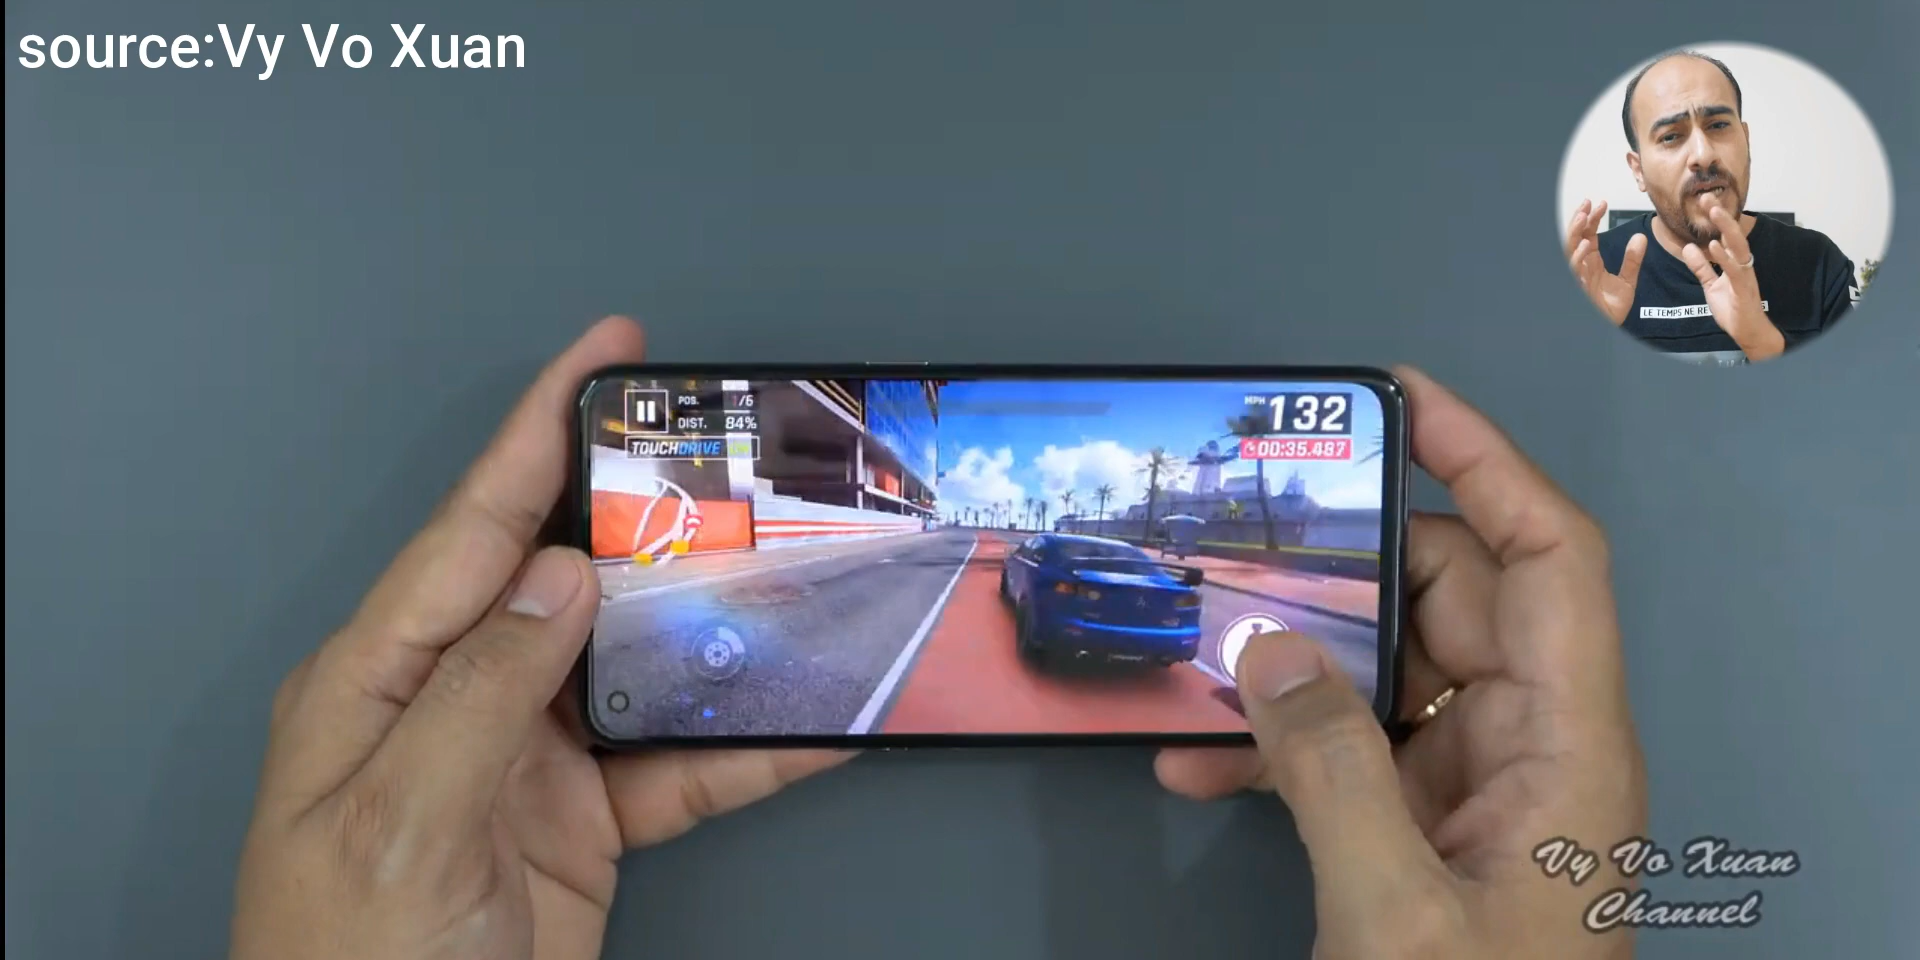 source:Vy Vo Xuan
LE TEMPS NE RE
POS. 1/6
DIST. 84%
TOUCHDRIVE
MPH 132
00:35.487
Vy Vo Xuan
Channel